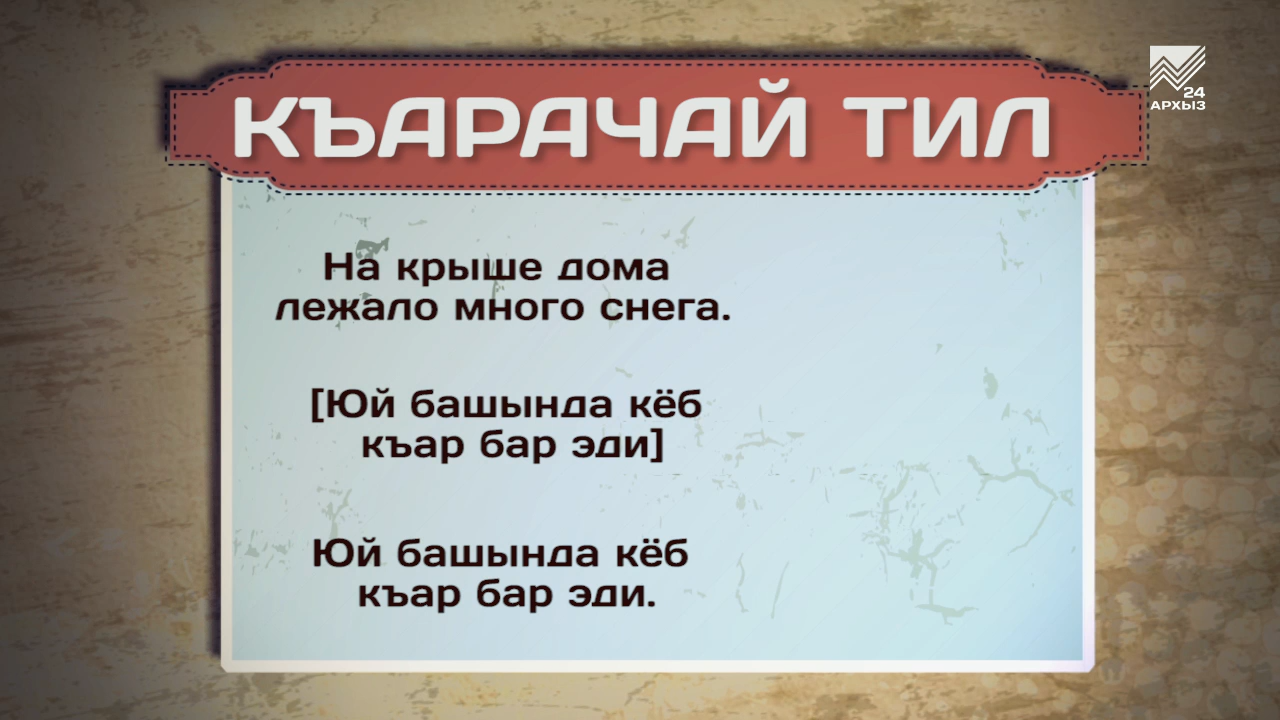 КЪАРАЧАЙ ТИЛ
24
АРХЫЗ
На крыше дома
лежало много снега.
[Юй башында кёб
къар бар эди]
Юй башында кёб
къар бар эди.